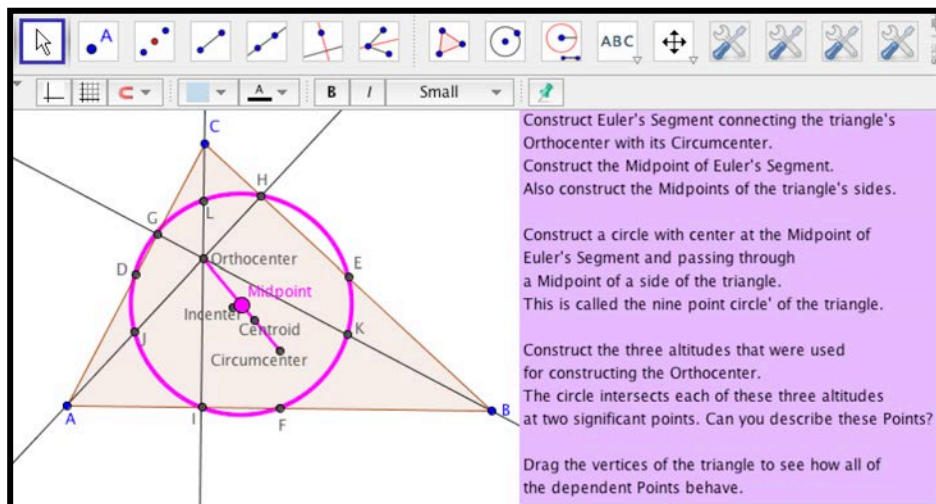 A
ABC
A
B
I
Small
C
H
L
G
Orthocenter
D
E
Midpoint
Incenter
Centroid
K
J
Circumcenter
A
I
F
B
Construct Euler's Segment connecting the triangle's
Orthocenter with its Circumcenter.
Construct the Midpoint of Euler's Segment.
Also construct the Midpoints of the triangle's sides.
Construct a circle with center at the Midpoint of
Euler's Segment and passing through
a Midpoint of a side of the triangle.
This is called the nine point circle' of the triangle.
Construct the three altitudes that were used
for constructing the Orthocenter.
The circle intersects each of these three altitudes
at two significant points. Can you describe these Points?
Drag the vertices of the triangle to see how all of
the dependent Points behave.